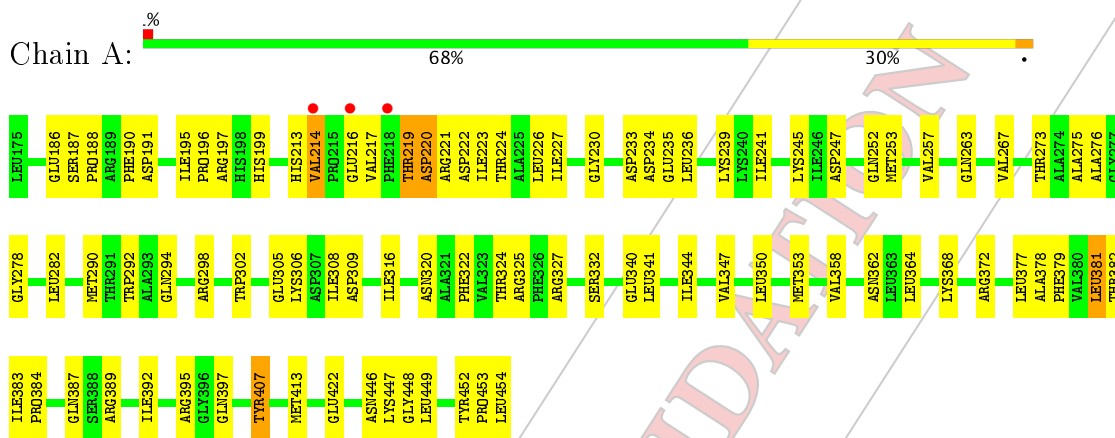 .%
Chain A:
68%
30%
•
LEU175 GLU186 SER187 PRO188 ARG189 PHE190 ASP191 ILE195 PRO196 ARG197 HIS198 HIS199 HIS213 VAL214 PRO215 GLU216 VAL217 PHE218 THR219 ASP220 ARG221 ASP222 ILE223 THR224 ALA225 LEU226 ILE227 GLY230 ASP233 ASP234 GLU235 LEU236 LYS239 LYS240 ILE241 LYS245 ILE246 ASP247 GLN252 MET253 VAL257 GLN263 VAL267 THR273 ALA274 ALA275 ALA276
GLY278 LEU282 MET290 THR291 TRP292 ALA293 GLN294 ARG298 TRP302 GLU305 LYS306 ASP307 ILE308 ASP309 ILE316 ASN320 ALA321 PHE322 VAL323 THR324 ARG325 PHE326 ARG327 SER332 GLU340 LEU341 ILE344 VAL347 LEU350 MET353 VAL358 ASN362 LEU363 LEU364 LYS368 ARG372 LEU377 ALA378 PHE379 VAL380 LEU381 THR382
ILE383 PRO384 GLN387 SER388 ARG389 ILE392 ARG395 GLY396 GLN397 TYR407 MET413 GLU422 ASN446 LYS447 GLY448 LEU449 TYR452 PRO453 LEU454